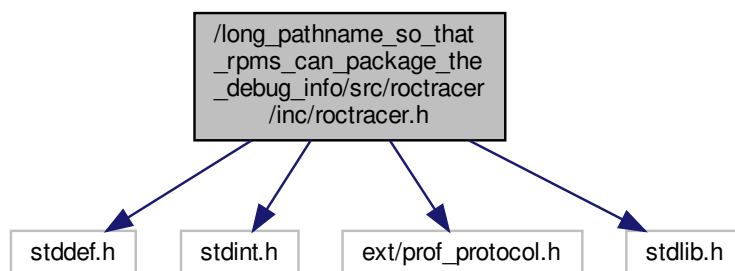 /long_pathname_so_that
_rpms_can_package_the
_debug_info/src/roctracer
/inc/roctracer.h
stddef.h
stdint.h
ext/prof_protocol.h
stdlib.h